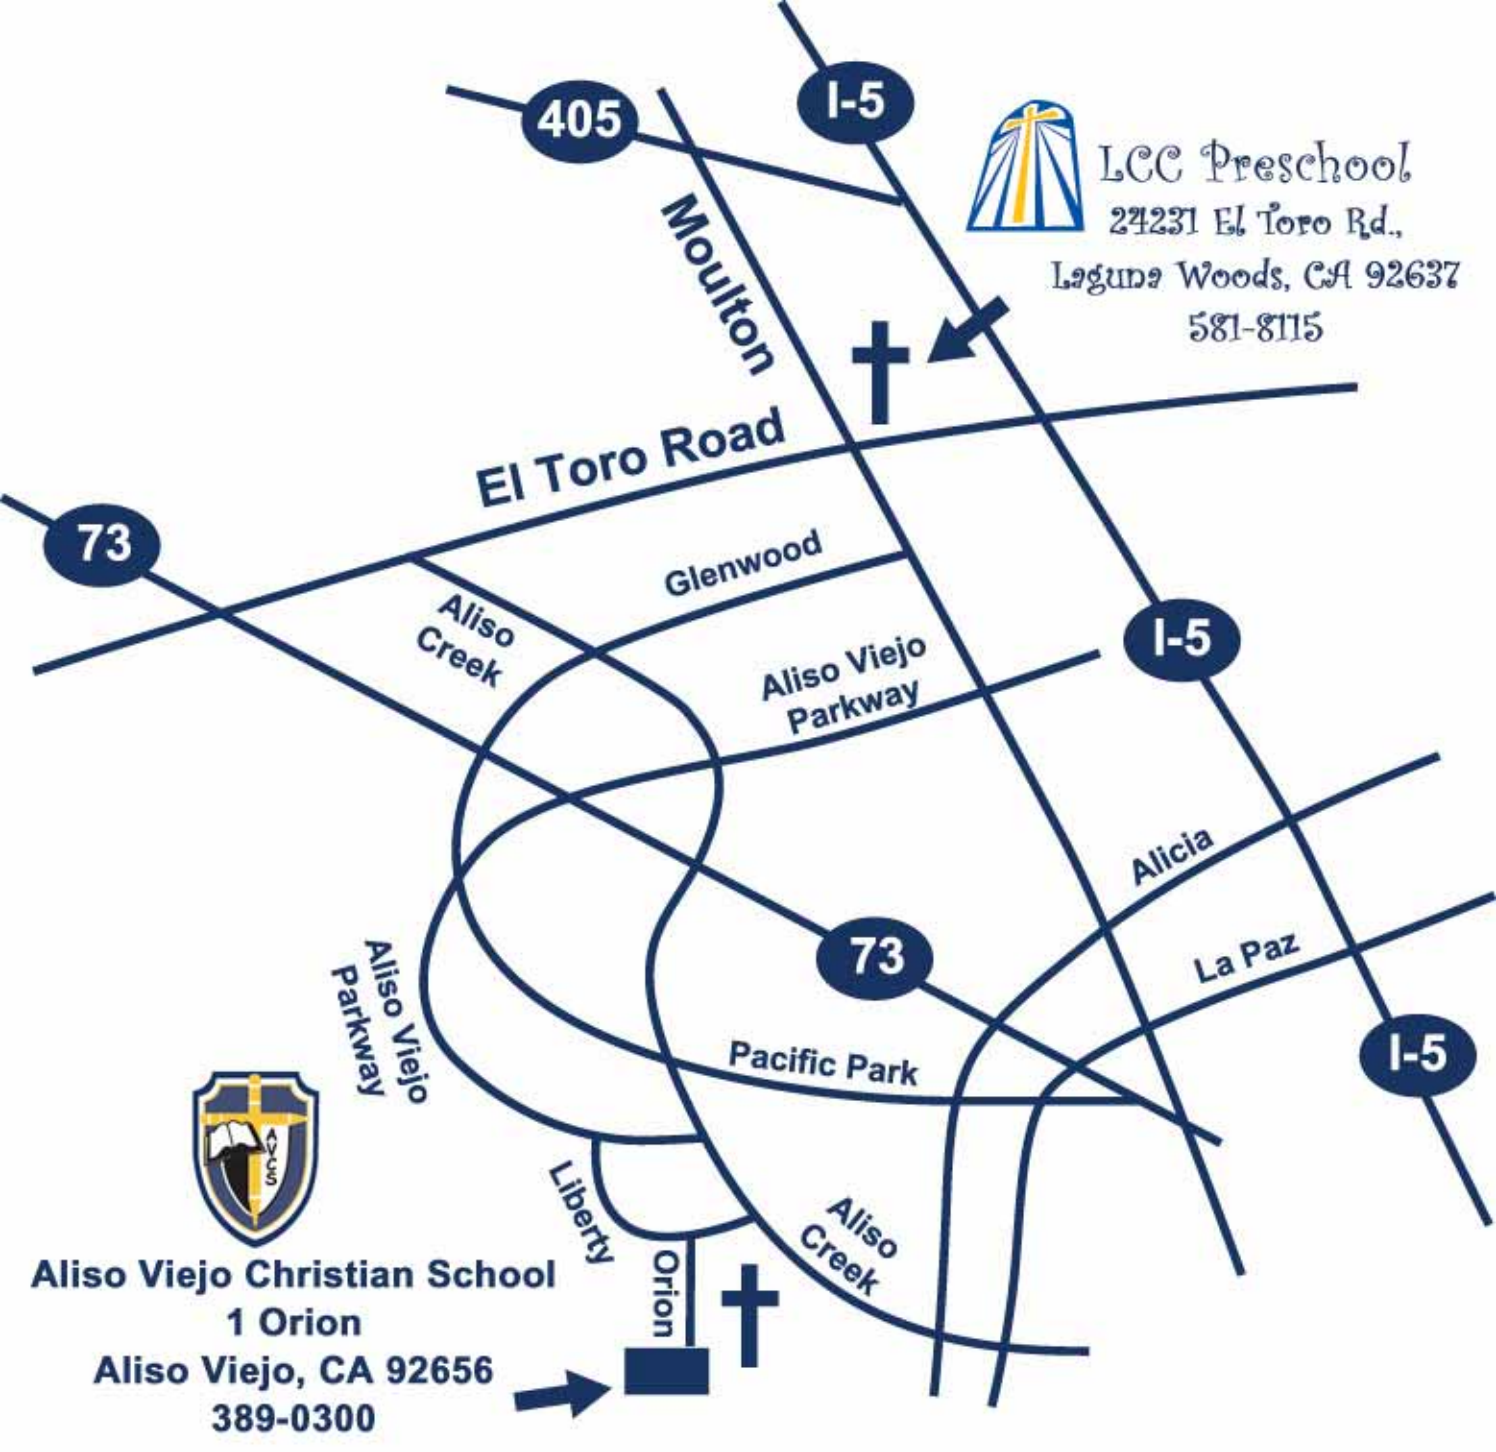 405
I-5
LCC Preschool
24231 El Toro Rd.,
Laguna Woods, CA 92637
581-8115
Moulton
El Toro Road
73
Glenwood
Aliso
Creek
Aliso Viejo
Parkway
I-5
Alicia
La Paz
73
Aliso Viejo
Parkway
Pacific Park
I-5
AVCS
Liberty
Aliso
Creek
Orion
Aliso Viejo Christian School
1 Orion
Aliso Viejo, CA 92656
389-0300